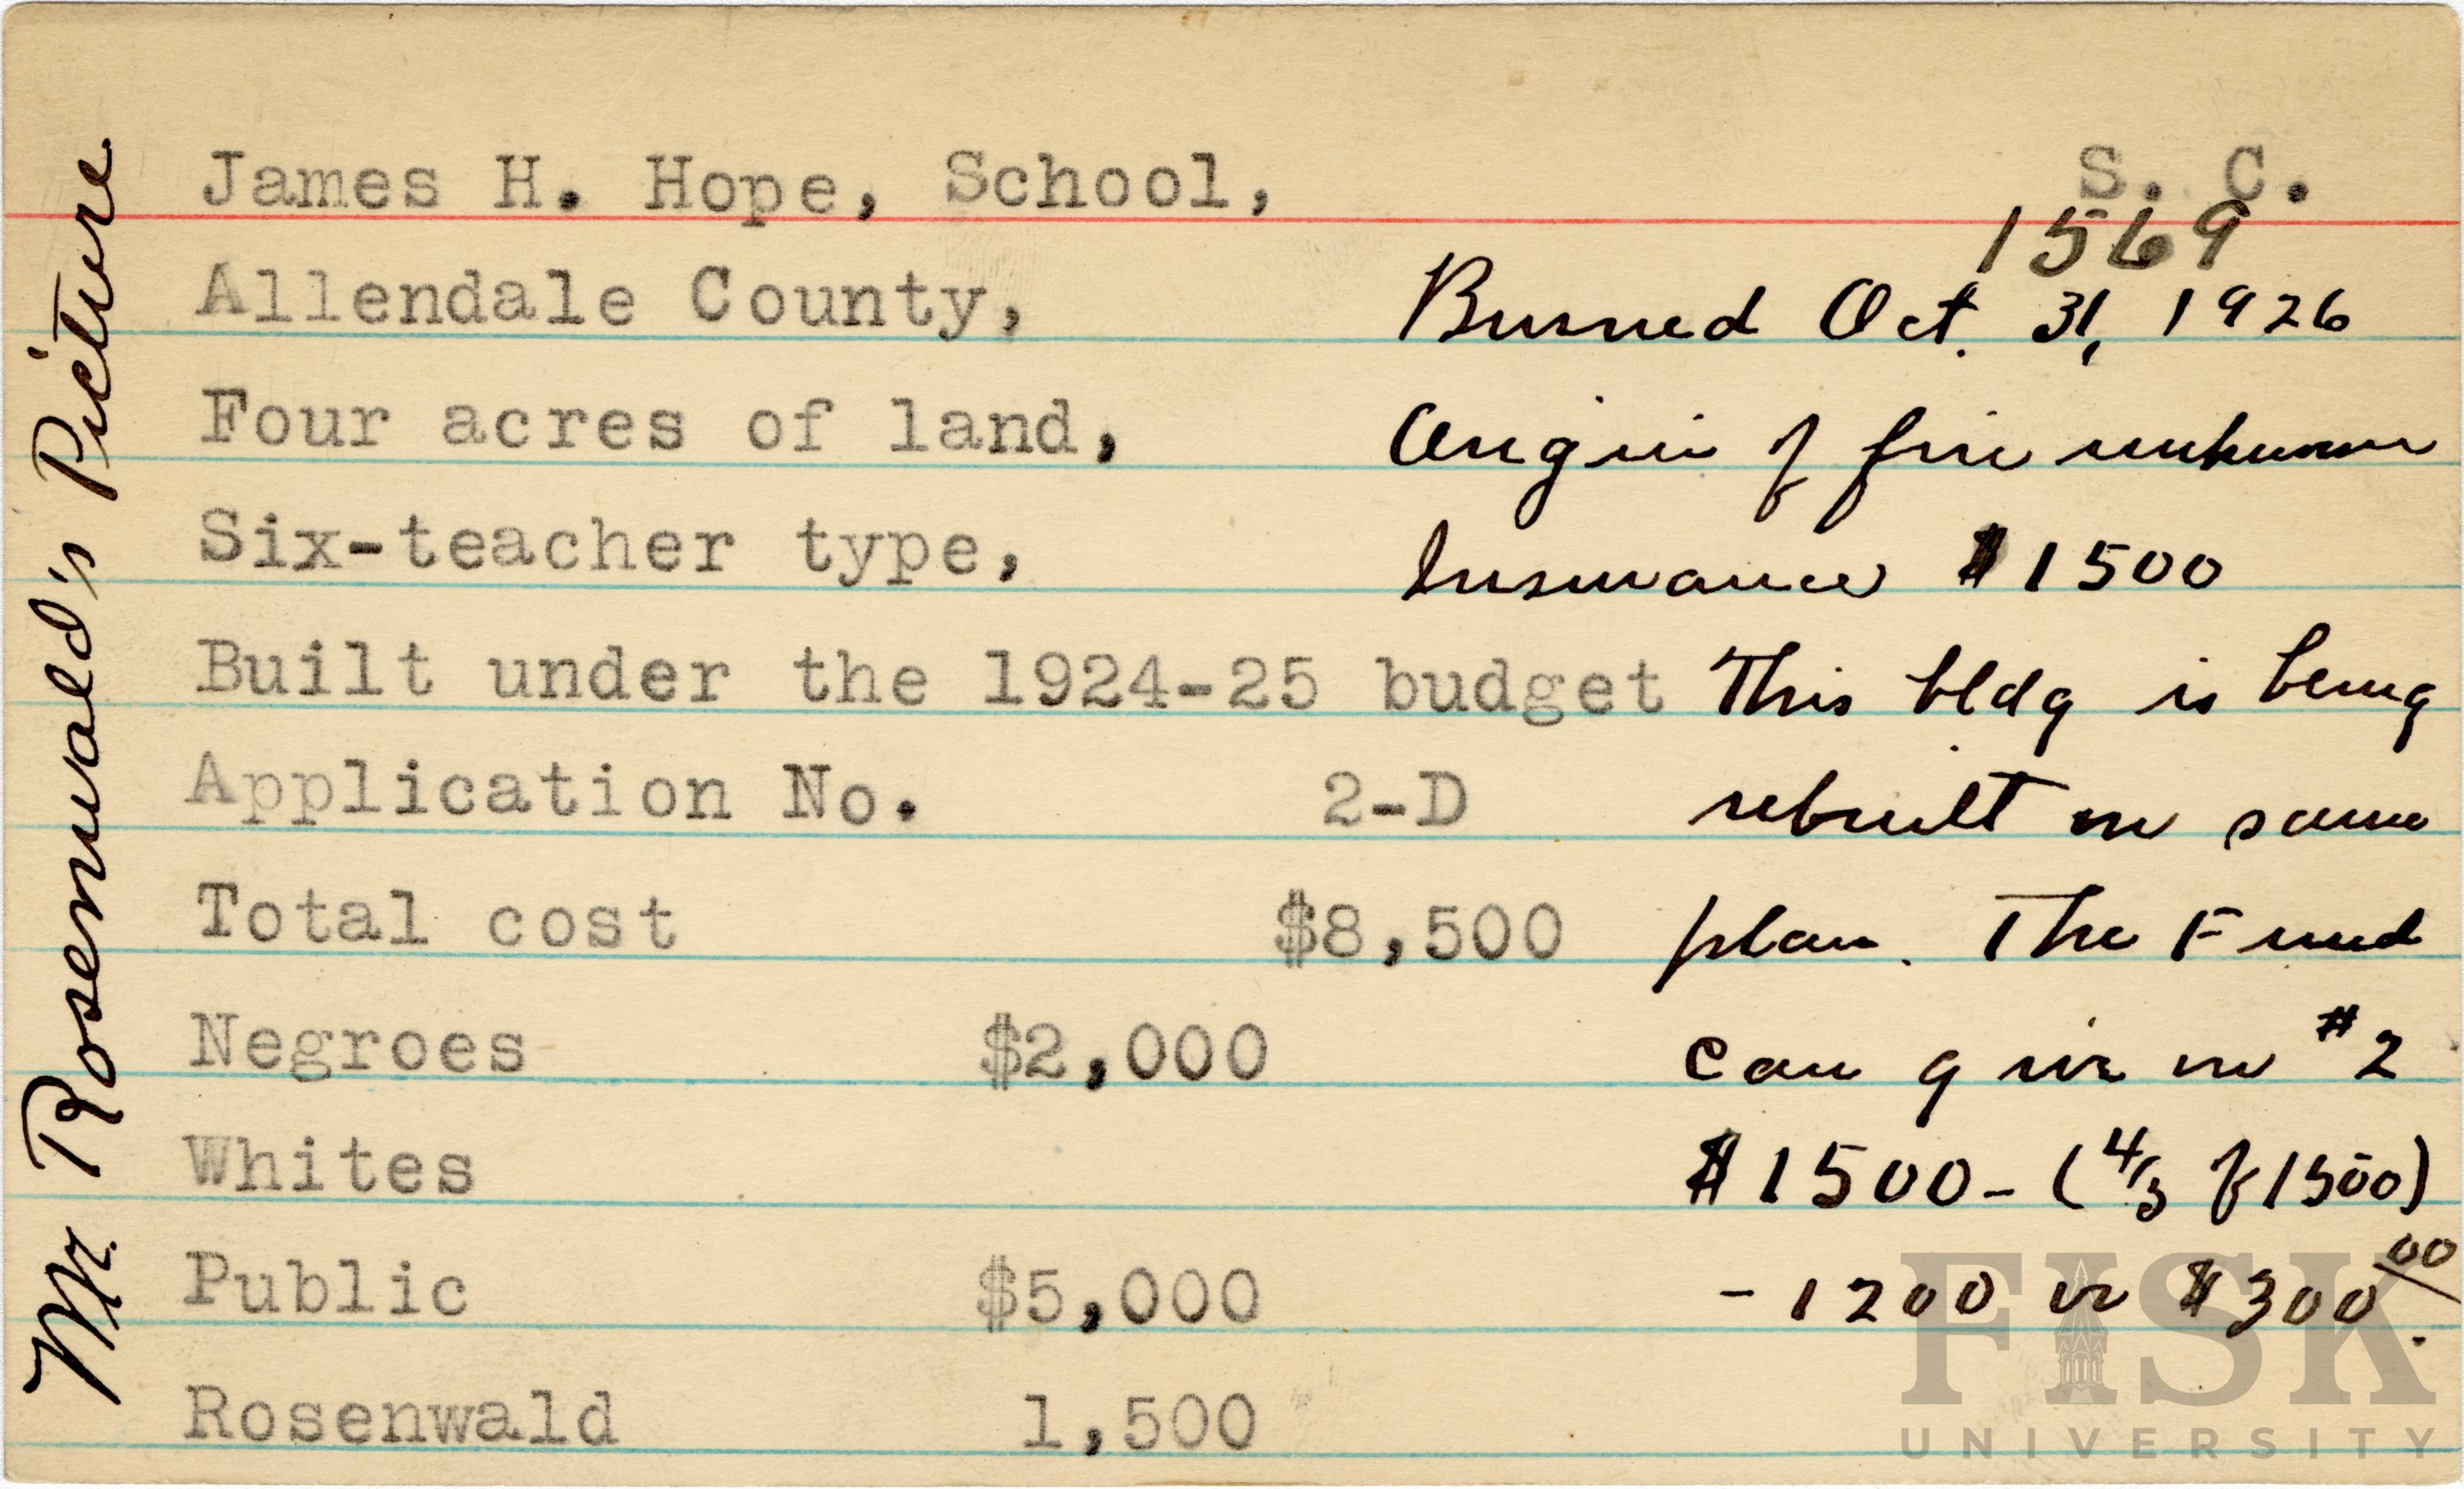 James H. Hope, School, S. C.
1569
Allendale County,
Burned Oct. 31, 1926
Four acres of land,
Origin of fire unknown
Six-teacher type,
Insurance $1500
Built under the 1924-25 budget
This bldg is being
Application No. 2-D
rebuilt on same
Total cost $8,500
plan. The Fund
Negroes $2,000
can give on #2
Whites
$1500- (4/5 of 1500)
Public $5,000
- 1200 or $300.00
Rosenwald 1,500
Mr. Rosenwald's Picture
FISK
UNIVERSITY